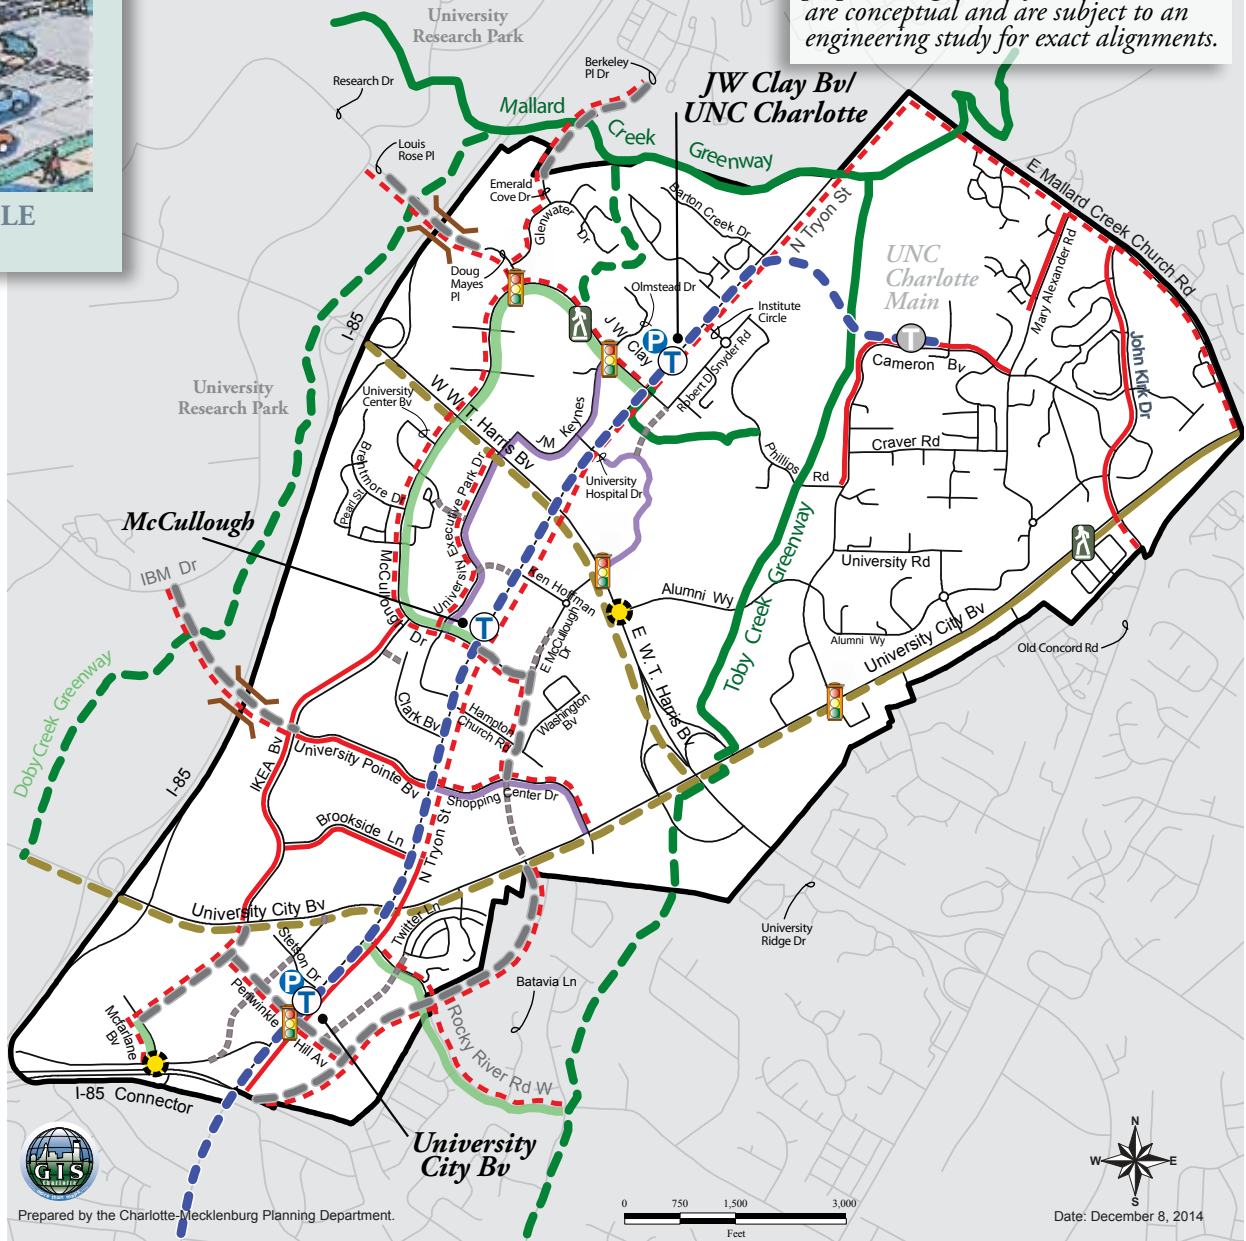 are conceptual and are subject to an
engineering study for exact alignments.
University
Research Park
Berkeley
Pl Dr
Research Dr
JW Clay Bv/
UNC Charlotte
Mallard
Creek
Greenway
Louis
Rose Pl
LE
E Mallard Creek Church Rd
Emerald
Cove Dr
Glenwater
Dr
Barton Creek Dr
N Tryon St
UNC
Charlotte
Main
Mary Alexander Rd
Doug
Mayes
Pl
Olmstead Dr
Institute
Circle
I-85
J W Clay
P
T
T
Robert D Snyder Rd
Cameron Bv
John Kirk Dr
University
Research Park
University
Center Bv
W W.T. Harris Bv
JM Keynes
Craver Rd
Phillips
Rd
Brentmore Dr
Pearl St
University Executive Park Dr
University
Hospital Dr
McCullough
IBM Dr
McCullough Dr
Ken Hoffman
University Rd
Alumni Wy
T
E McCullough
Dr
Toby Creek Greenway
Alumni Wy
University City Bv
Old Concord Rd
E W.T. Harris Bv
Doby Creek Greenway
Clark Bv
Hampton
Church Rd
Washington
Bv
IKEA Bv
University Pointe Bv
I-85
Shopping Center Dr
Brookside Ln
N Tryon St
University City Bv
Twitter Ln
University
Ridge Dr
Stetson Dr
P
T
Periwinkle
Hill Av
Batavia Ln
Mcfarlane
Bv
Rocky River Rd W
I-85 Connector
University
City Bv
GIS
N
W
E
S
0 750 1,500 3,000
Feet
Prepared by the Charlotte-Mecklenburg Planning Department.
Date: December 8, 2014